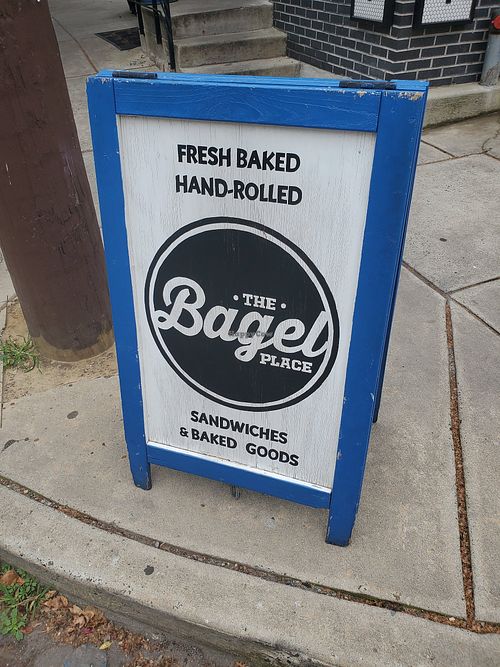 FRESH BAKED
HAND-ROLLED
· THE ·
Bagel
PLACE
SANDWICHES
& BAKED GOODS